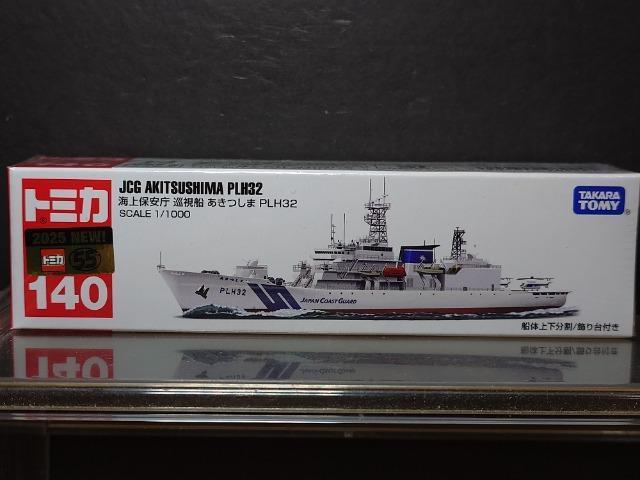 トミカ
2025 NEW!
トミカ 55
140
JCG AKITSUSHIMA PLH32
海上保安庁 巡視船 あきつしま PLH32
SCALE 1/1000
TAKARA TOMY
PLH32
JAPAN COAST GUARD
船体上下分割/飾り台付き